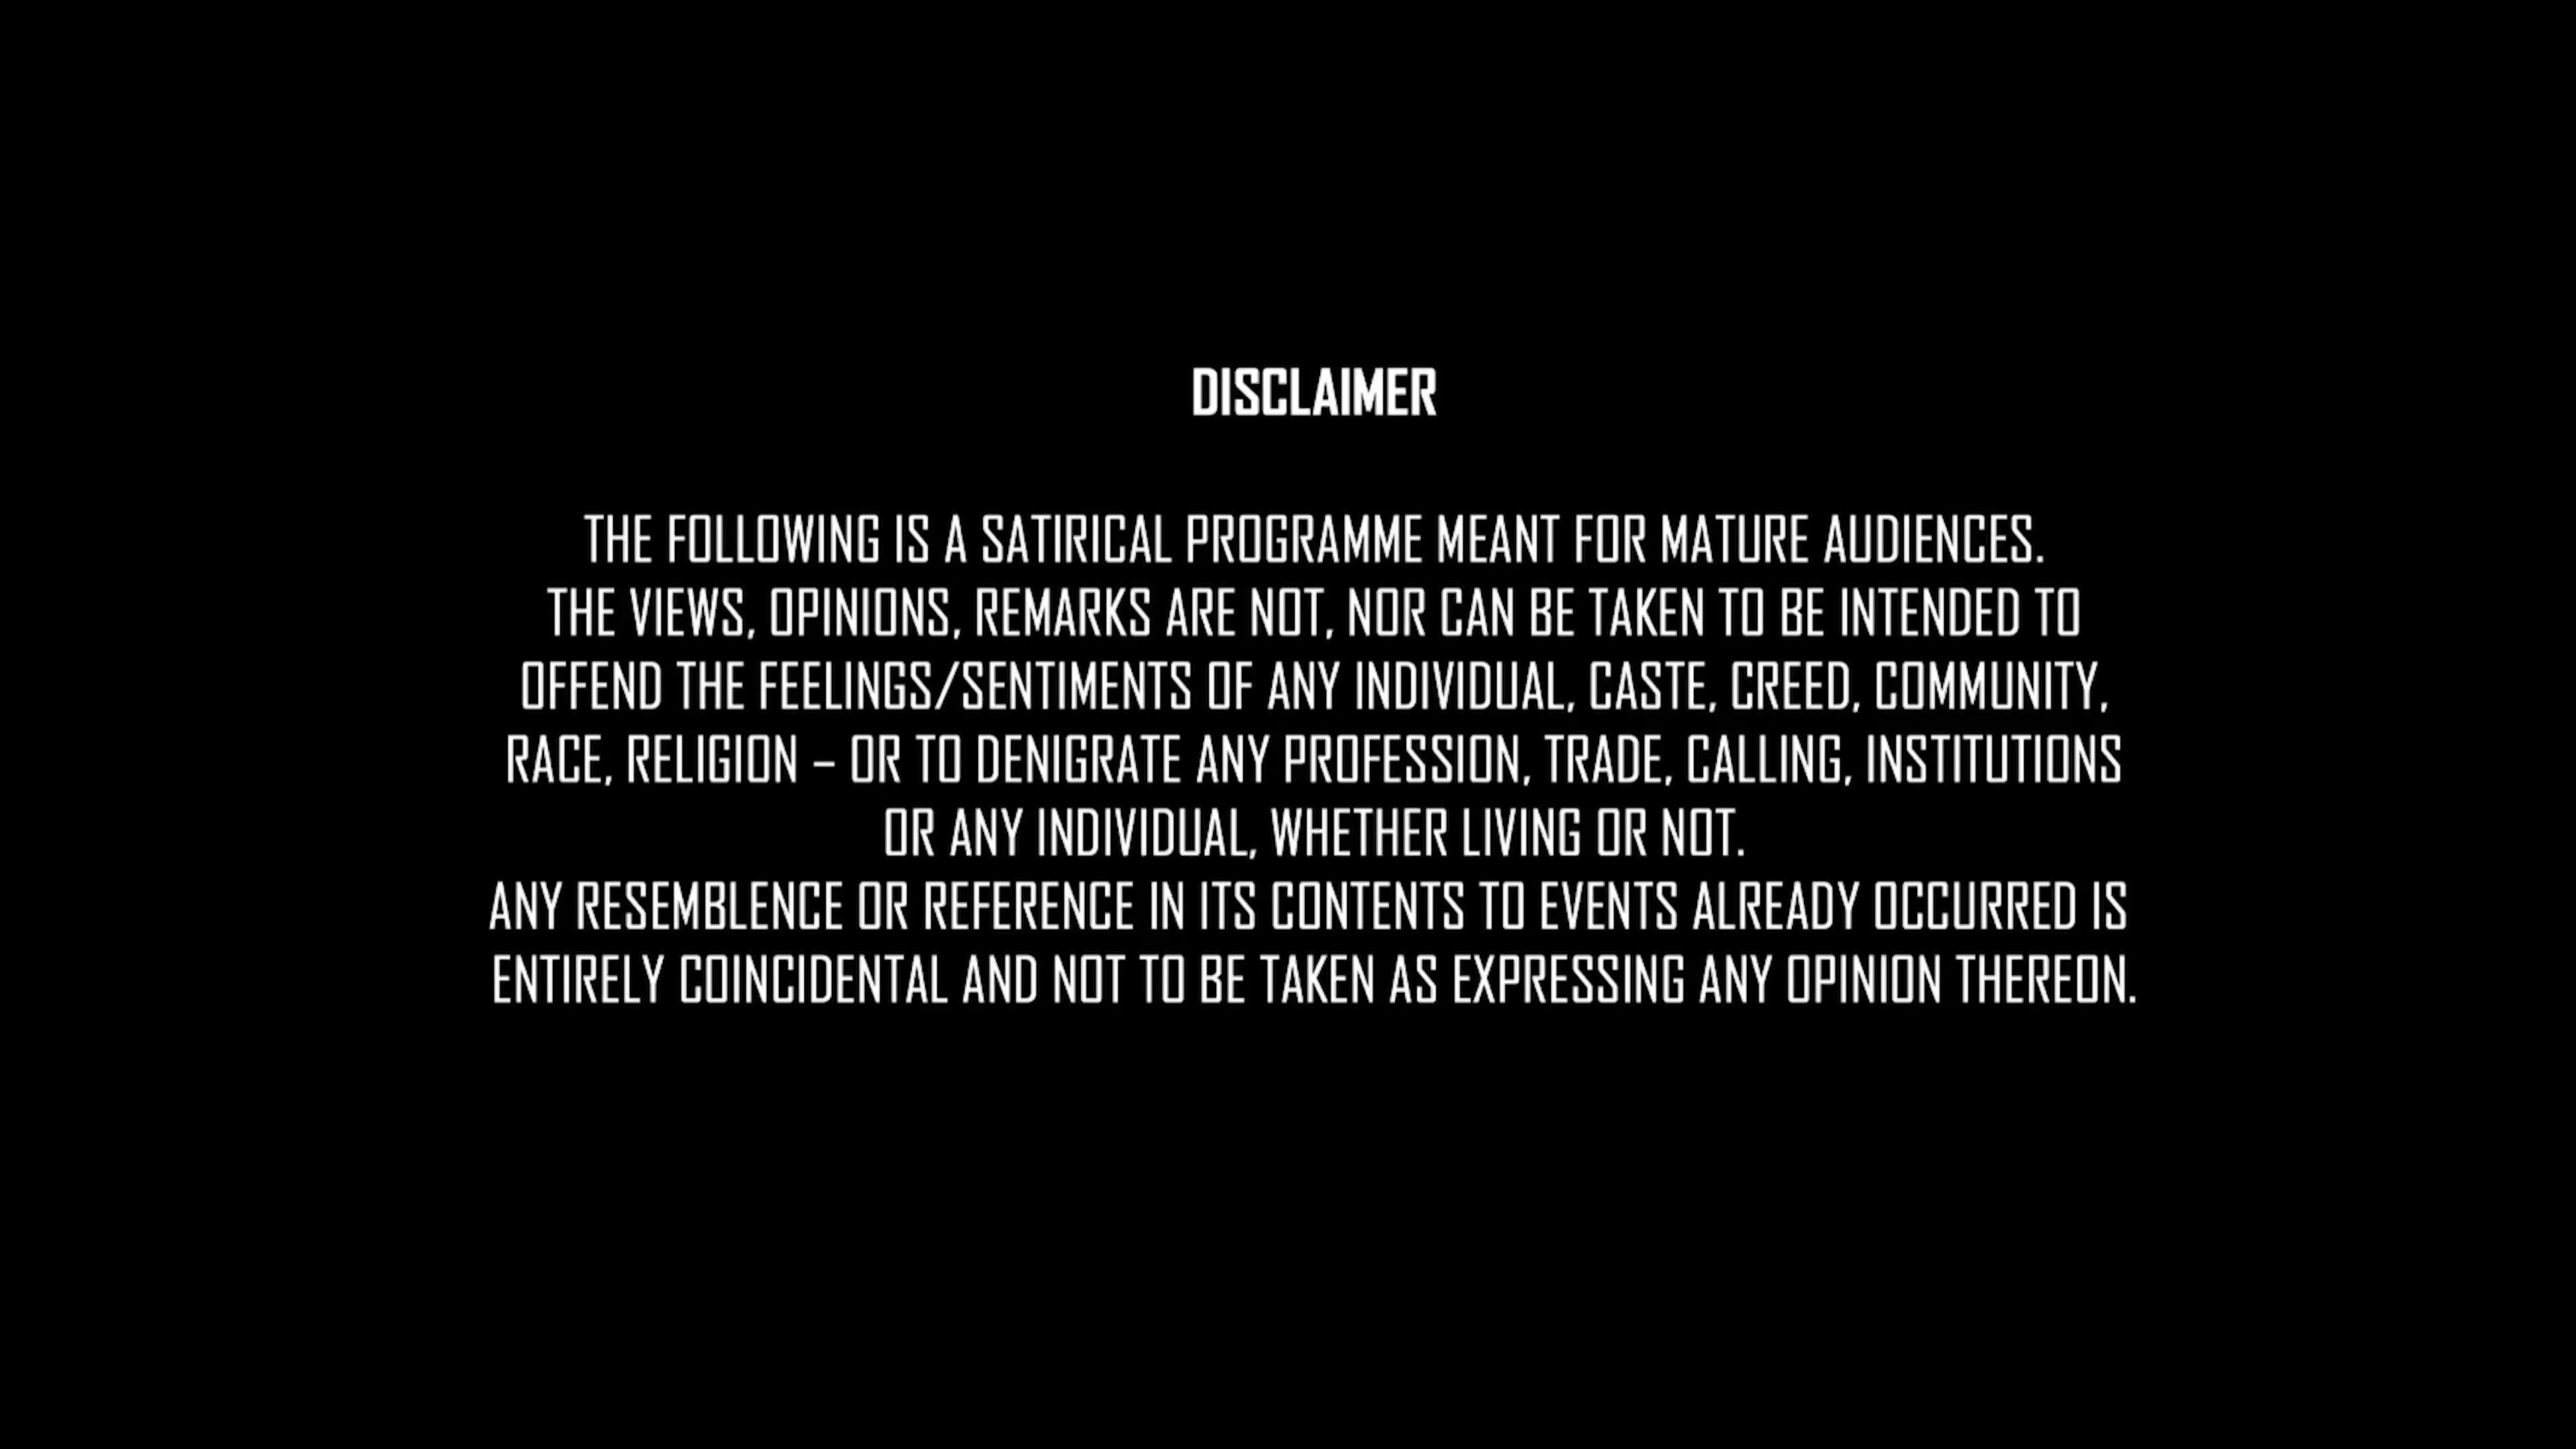 DISCLAIMER
THE FOLLOWING IS A SATIRICAL PROGRAMME MEANT FOR MATURE AUDIENCES.
THE VIEWS, OPINIONS, REMARKS ARE NOT, NOR CAN BE TAKEN TO BE INTENDED TO
OFFEND THE FEELINGS/SENTIMENTS OF ANY INDIVIDUAL, CASTE, CREED, COMMUNITY,
RACE, RELIGION – OR TO DENIGRATE ANY PROFESSION, TRADE, CALLING, INSTITUTIONS
OR ANY INDIVIDUAL, WHETHER LIVING OR NOT.
ANY RESEMBLENCE OR REFERENCE IN ITS CONTENTS TO EVENTS ALREADY OCCURRED IS
ENTIRELY COINCIDENTAL AND NOT TO BE TAKEN AS EXPRESSING ANY OPINION THEREON.